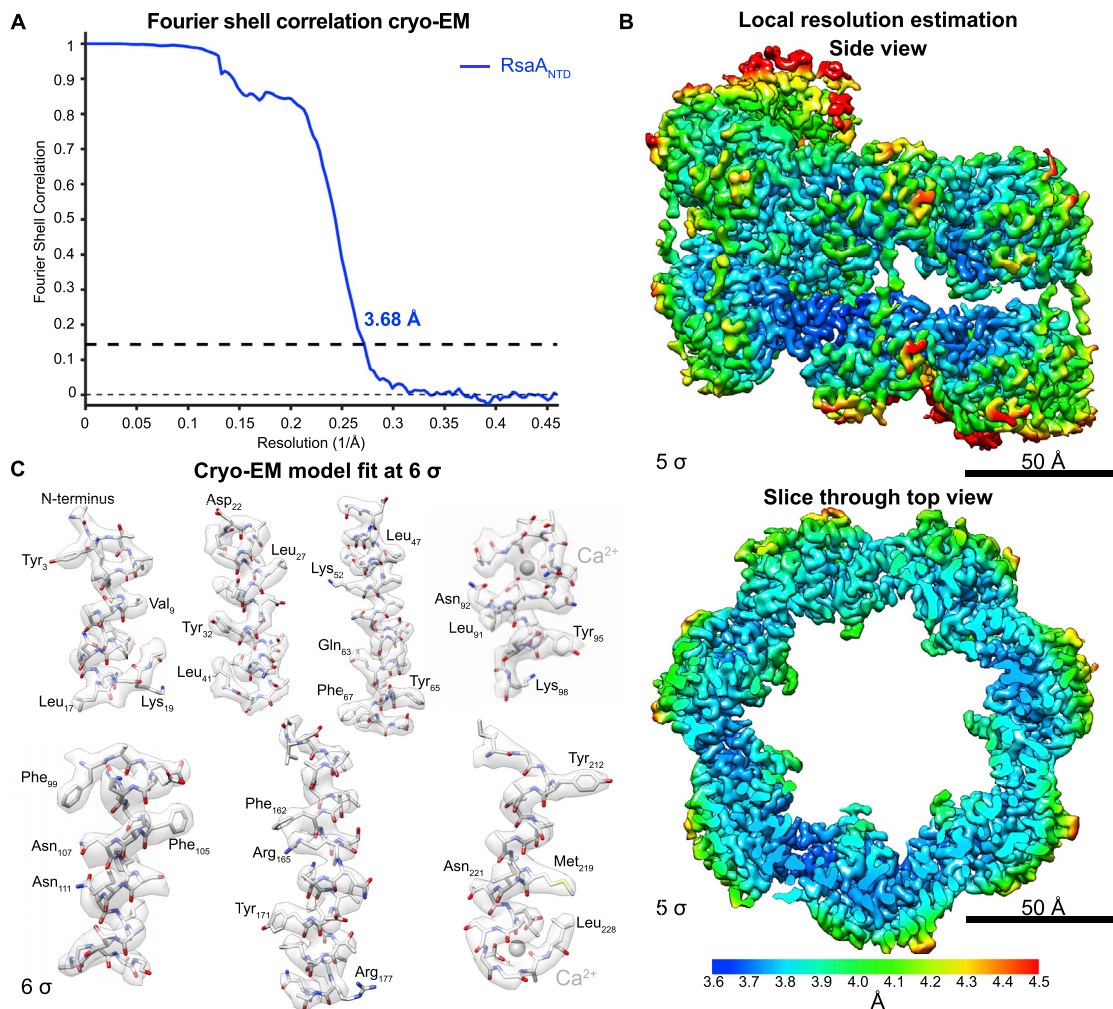 A
Fourier shell correlation cryo-EM
1
0.9
0.8
0.7
0.6
0.5
0.4
0.3
0.2
0.1
0
Fourier Shell Correlation
RsaA_NTD
3.68 Å
0
0.05
0.1
0.15
0.2
0.25
0.3
0.35
0.4
0.45
Resolution (1/Å)
B
Local resolution estimation
Side view
5 σ
50 Å
Slice through top view
5 σ
50 Å
3.6 3.7 3.8 3.9 4.0 4.1 4.2 4.3 4.4 4.5
Å
C
Cryo-EM model fit at 6 σ
N-terminus
Tyr3
Val9
Leu17
Lys19
Asp22
Leu27
Tyr32
Leu41
Leu47
Lys52
Gln63
Tyr65
Phe67
Ca2+
Asn92
Leu91
Tyr95
Lys98
Phe99
Phe105
Asn107
Asn111
Phe162
Arg165
Tyr171
Arg177
Tyr212
Met219
Asn221
Leu228
Ca2+
6 σ